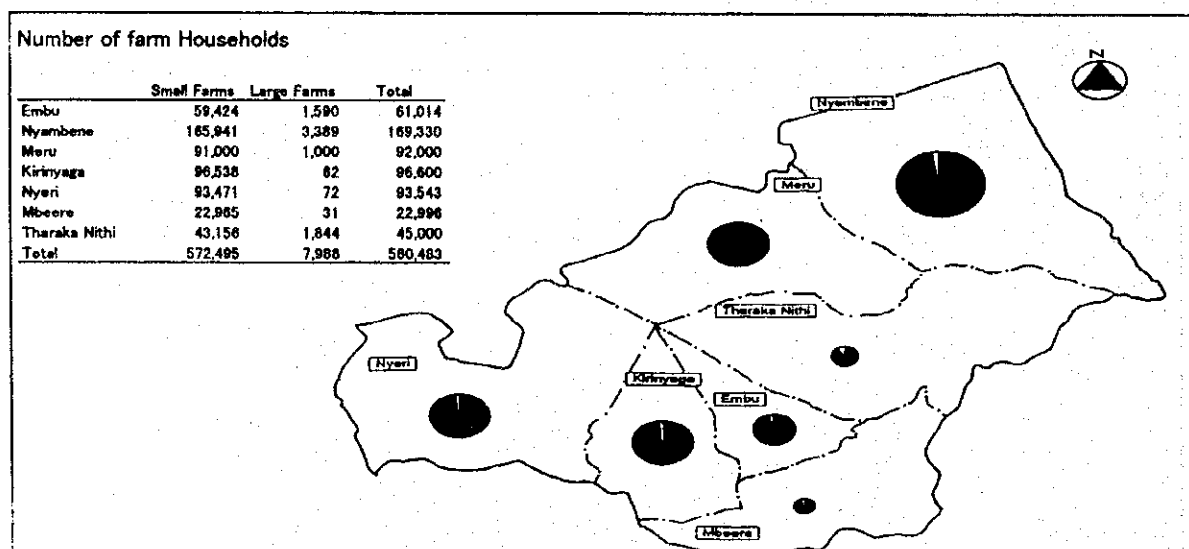 Number of farm Households
Small Farms Large Farms Total
Embu 59,424 1,590 61,014
Nyambene 165,941 3,389 169,330
Meru 91,000 1,000 92,000
Kirinyaga 96,538 62 96,600
Nyeri 93,471 72 93,543
Mbeere 22,965 31 22,996
Tharaka Nithi 43,156 1,844 45,000
Total 572,495 7,988 580,483
N
Nyambene
Meru
Tharaka Nithi
Nyeri
Kirinyaga
Embu
Mbeere